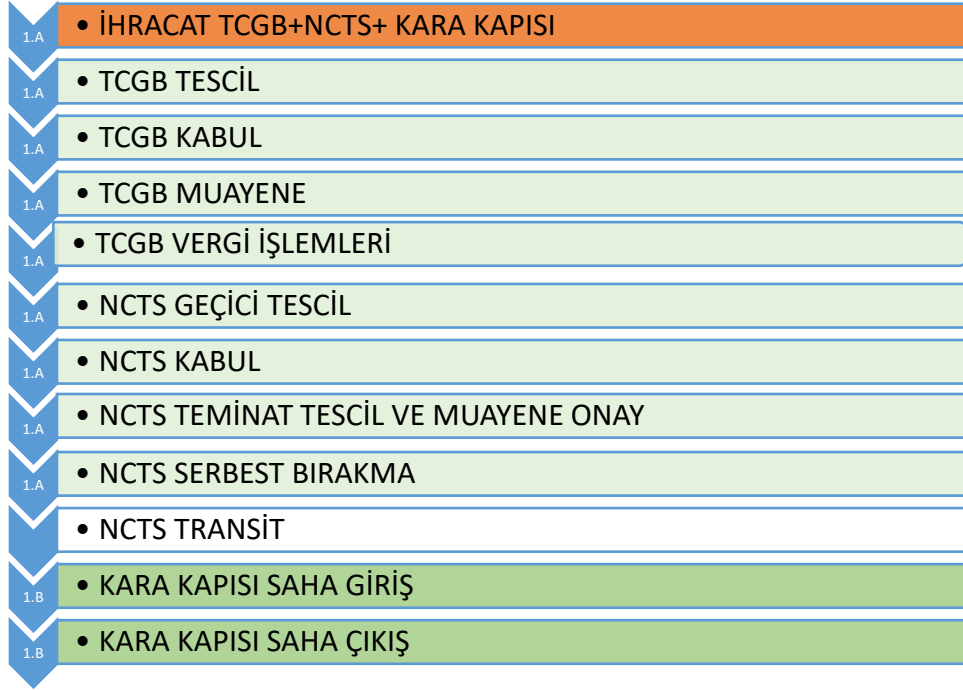 1.A • İHRACAT TCGB+NCTS+ KARA KAPISI
1.A • TCGB TESCİL
1.A • TCGB KABUL
1.A • TCGB MUAYENE
1.A • TCGB VERGİ İŞLEMLERİ
1.A • NCTS GEÇİCİ TESCİL
1.A • NCTS KABUL
1.A • NCTS TEMİNAT TESCİL VE MUAYENE ONAY
1.A • NCTS SERBEST BIRAKMA
• NCTS TRANSİT
1.B • KARA KAPISI SAHA GİRİŞ
1.B • KARA KAPISI SAHA ÇIKIŞ